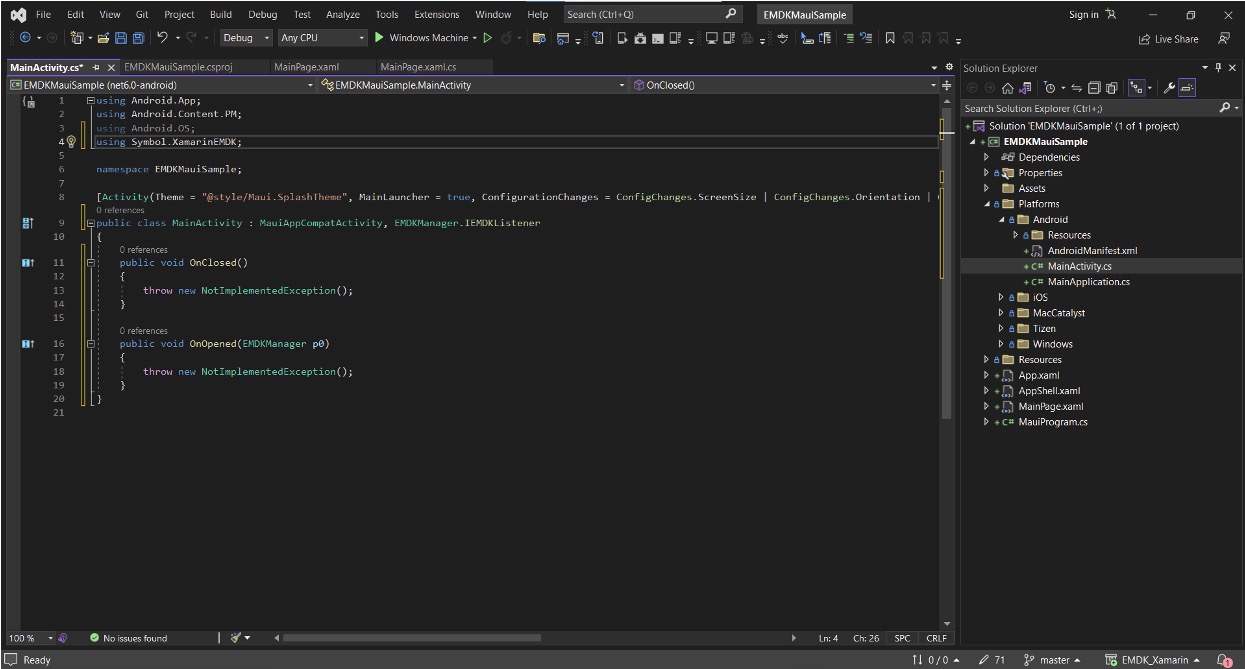 File Edit View Git Project Build Debug Test Analyze Tools Extensions Window Help Search (Ctrl+Q) EMDKMauiSample Sign in
Debug Any CPU Windows Machine Live Share
MainActivity.cs* EMDKMauiSample.csproj MainPage.xaml MainPage.xaml.cs
EMDKMauiSample (net6.0-android) EMDKMauiSample.MainActivity OnClosed()
1 using Android.App;
2 using Android.Content.PM;
3 using Android.OS;
4 using Symbol.XamarinEMDK;
5
6 namespace EMDKMauiSample;
7
8 [Activity(Theme = "@style/Maui.SplashTheme", MainLauncher = true, ConfigurationChanges = ConfigChanges.ScreenSize | ConfigChanges.Orientation |
0 references
9 public class MainActivity : MauiAppCompatActivity, EMDKManager.IEMDKListener
10 {
0 references
11 public void OnClosed()
12 {
13 throw new NotImplementedException();
14 }
15
0 references
16 public void OnOpened(EMDKManager p0)
17 {
18 throw new NotImplementedException();
19 }
20 }
21
100 % No issues found Ln: 4 Ch: 26 SPC CRLF
Solution Explorer
Search Solution Explorer (Ctrl+;)
Solution 'EMDKMauiSample' (1 of 1 project)
EMDKMauiSample
Dependencies
Properties
Assets
Platforms
Android
Resources
AndroidManifest.xml
C# MainActivity.cs
C# MainApplication.cs
iOS
MacCatalyst
Tizen
Windows
Resources
App.xaml
AppShell.xaml
MainPage.xaml
C# MauiProgram.cs
Ready 0 / 0 71 master EMDK_Xamarin 1